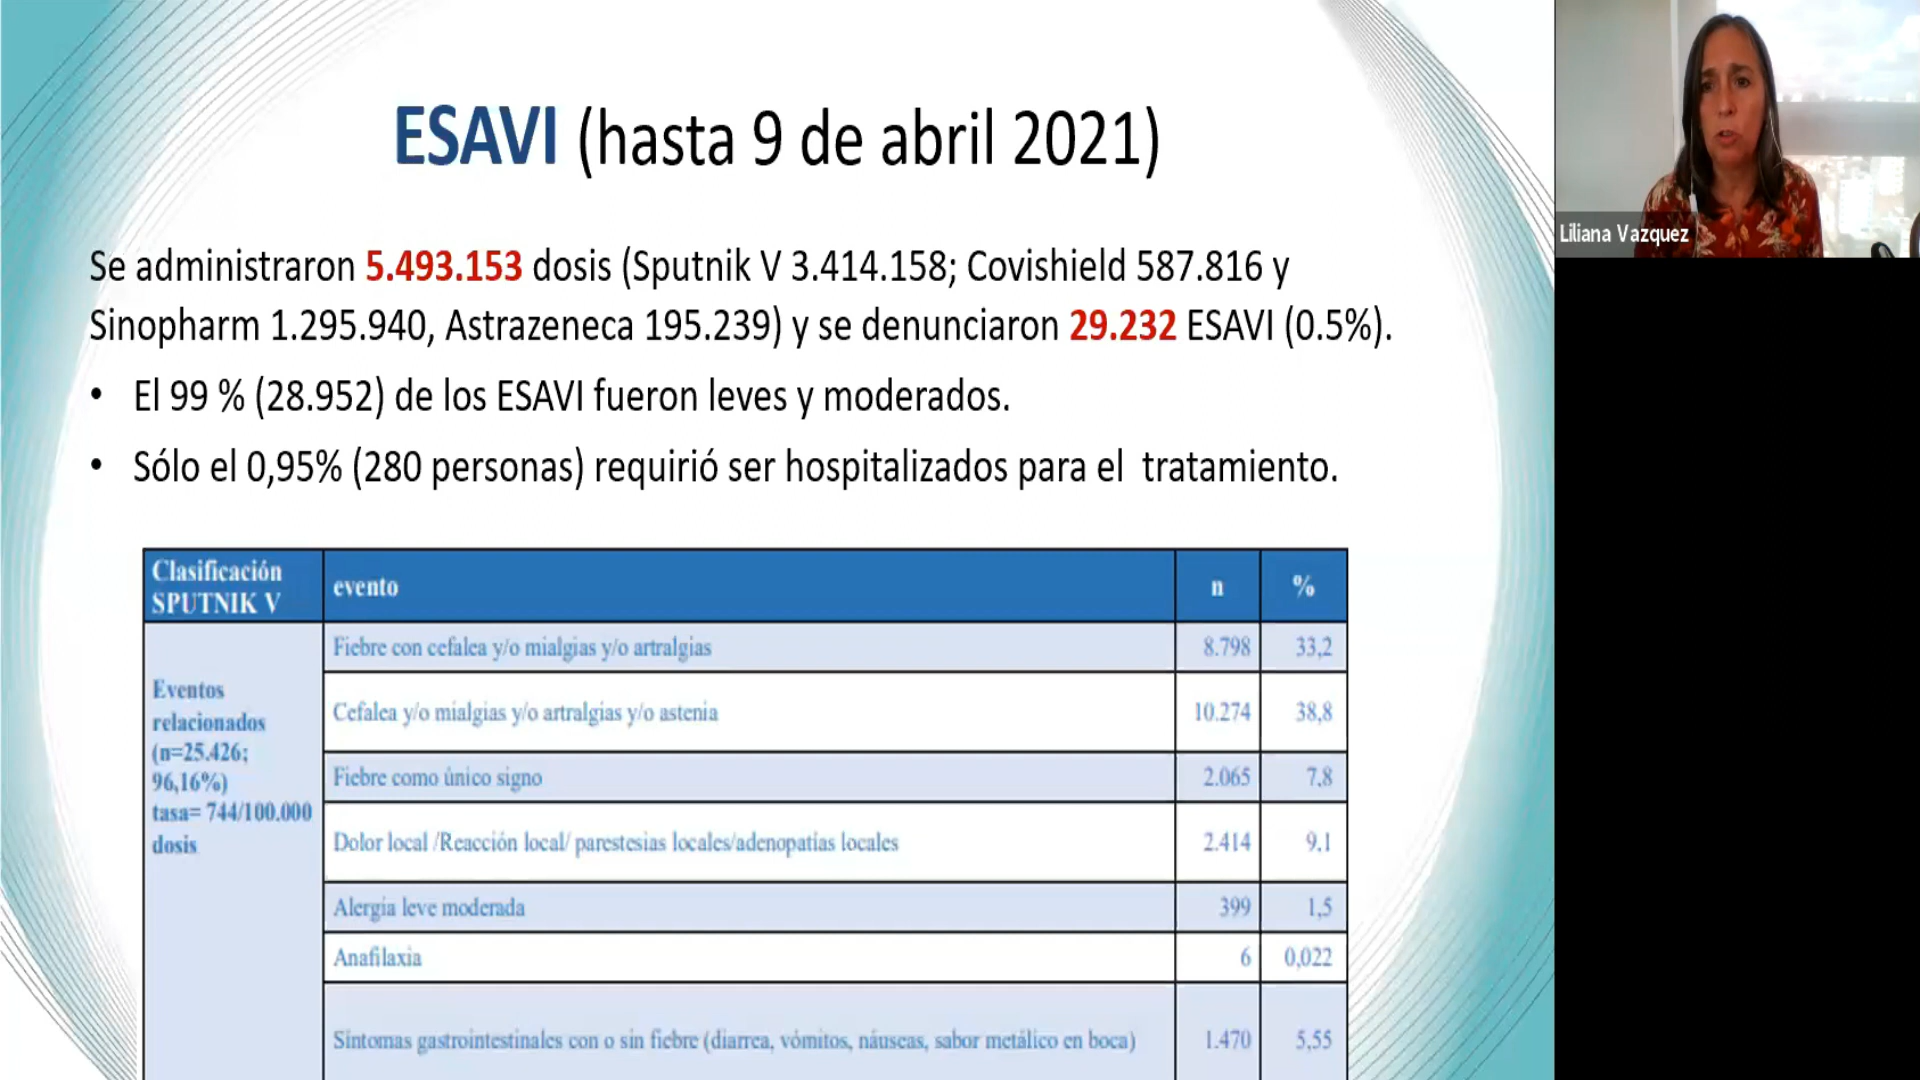 ESAVI (hasta 9 de abril 2021)
Se administraron 5.493.153 dosis (Sputnik V 3.414.158; Covishield 587.816 y
Sinopharm 1.295.940, Astrazeneca 195.239) y se denunciaron 29.232 ESAVI (0.5%).
• El 99 % (28.952) de los ESAVI fueron leves y moderados.
• Sólo el 0,95% (280 personas) requirió ser hospitalizados para el tratamiento.
Clasificación
SPUTNIK V
evento
n
%
Eventos
relacionados
(n=25.426;
96,16%)
tasa= 744/100.000
dosis
Fiebre con cefalea y/o mialgias y/o artralgias
8.798
33,2
Cefalea y/o mialgias y/o artralgias y/o astenia
10.274
38,8
Fiebre como único signo
2.065
7,8
Dolor local /Reacción local/ parestesias locales/adenopatías locales
2.414
9,1
Alergia leve moderada
399
1,5
Anafilaxia
6
0,022
Síntomas gastrointestinales con o sin fiebre (diarrea, vómitos, náuseas, sabor metálico en boca)
1.470
5,55
Liliana Vazquez